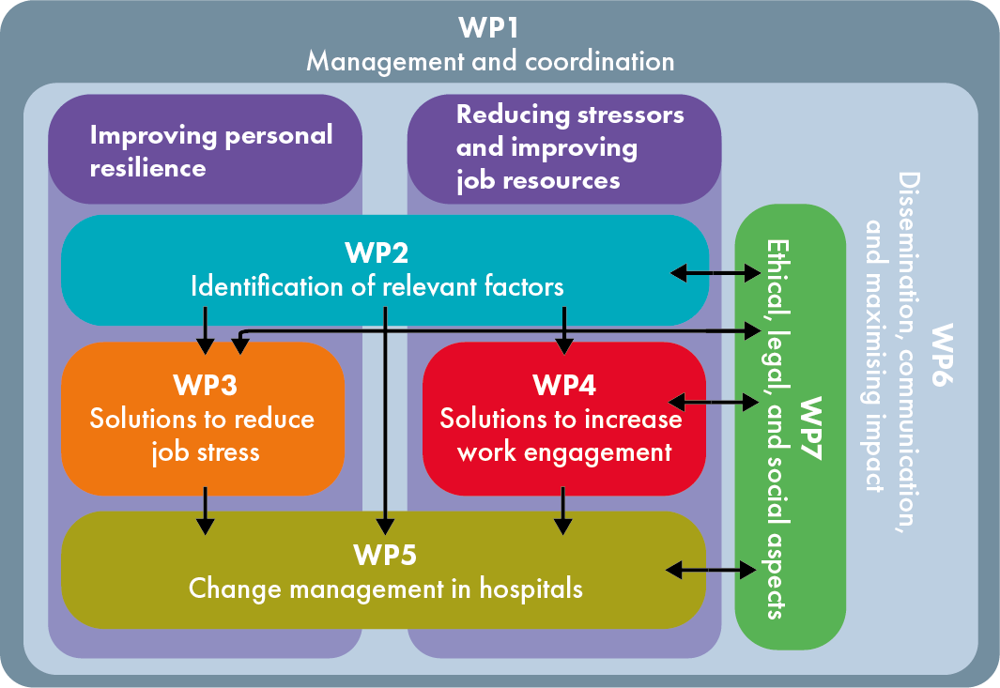 WP1
Management and coordination
Improving personal
resilience
Reducing stressors
and improving
job resources
WP2
Identification of relevant factors
WP3
Solutions to reduce
job stress
WP4
Solutions to increase
work engagement
WP5
Change management in hospitals
WP7
Ethical, legal, and social aspects
WP6
Dissemination, communication,
and maximising impact